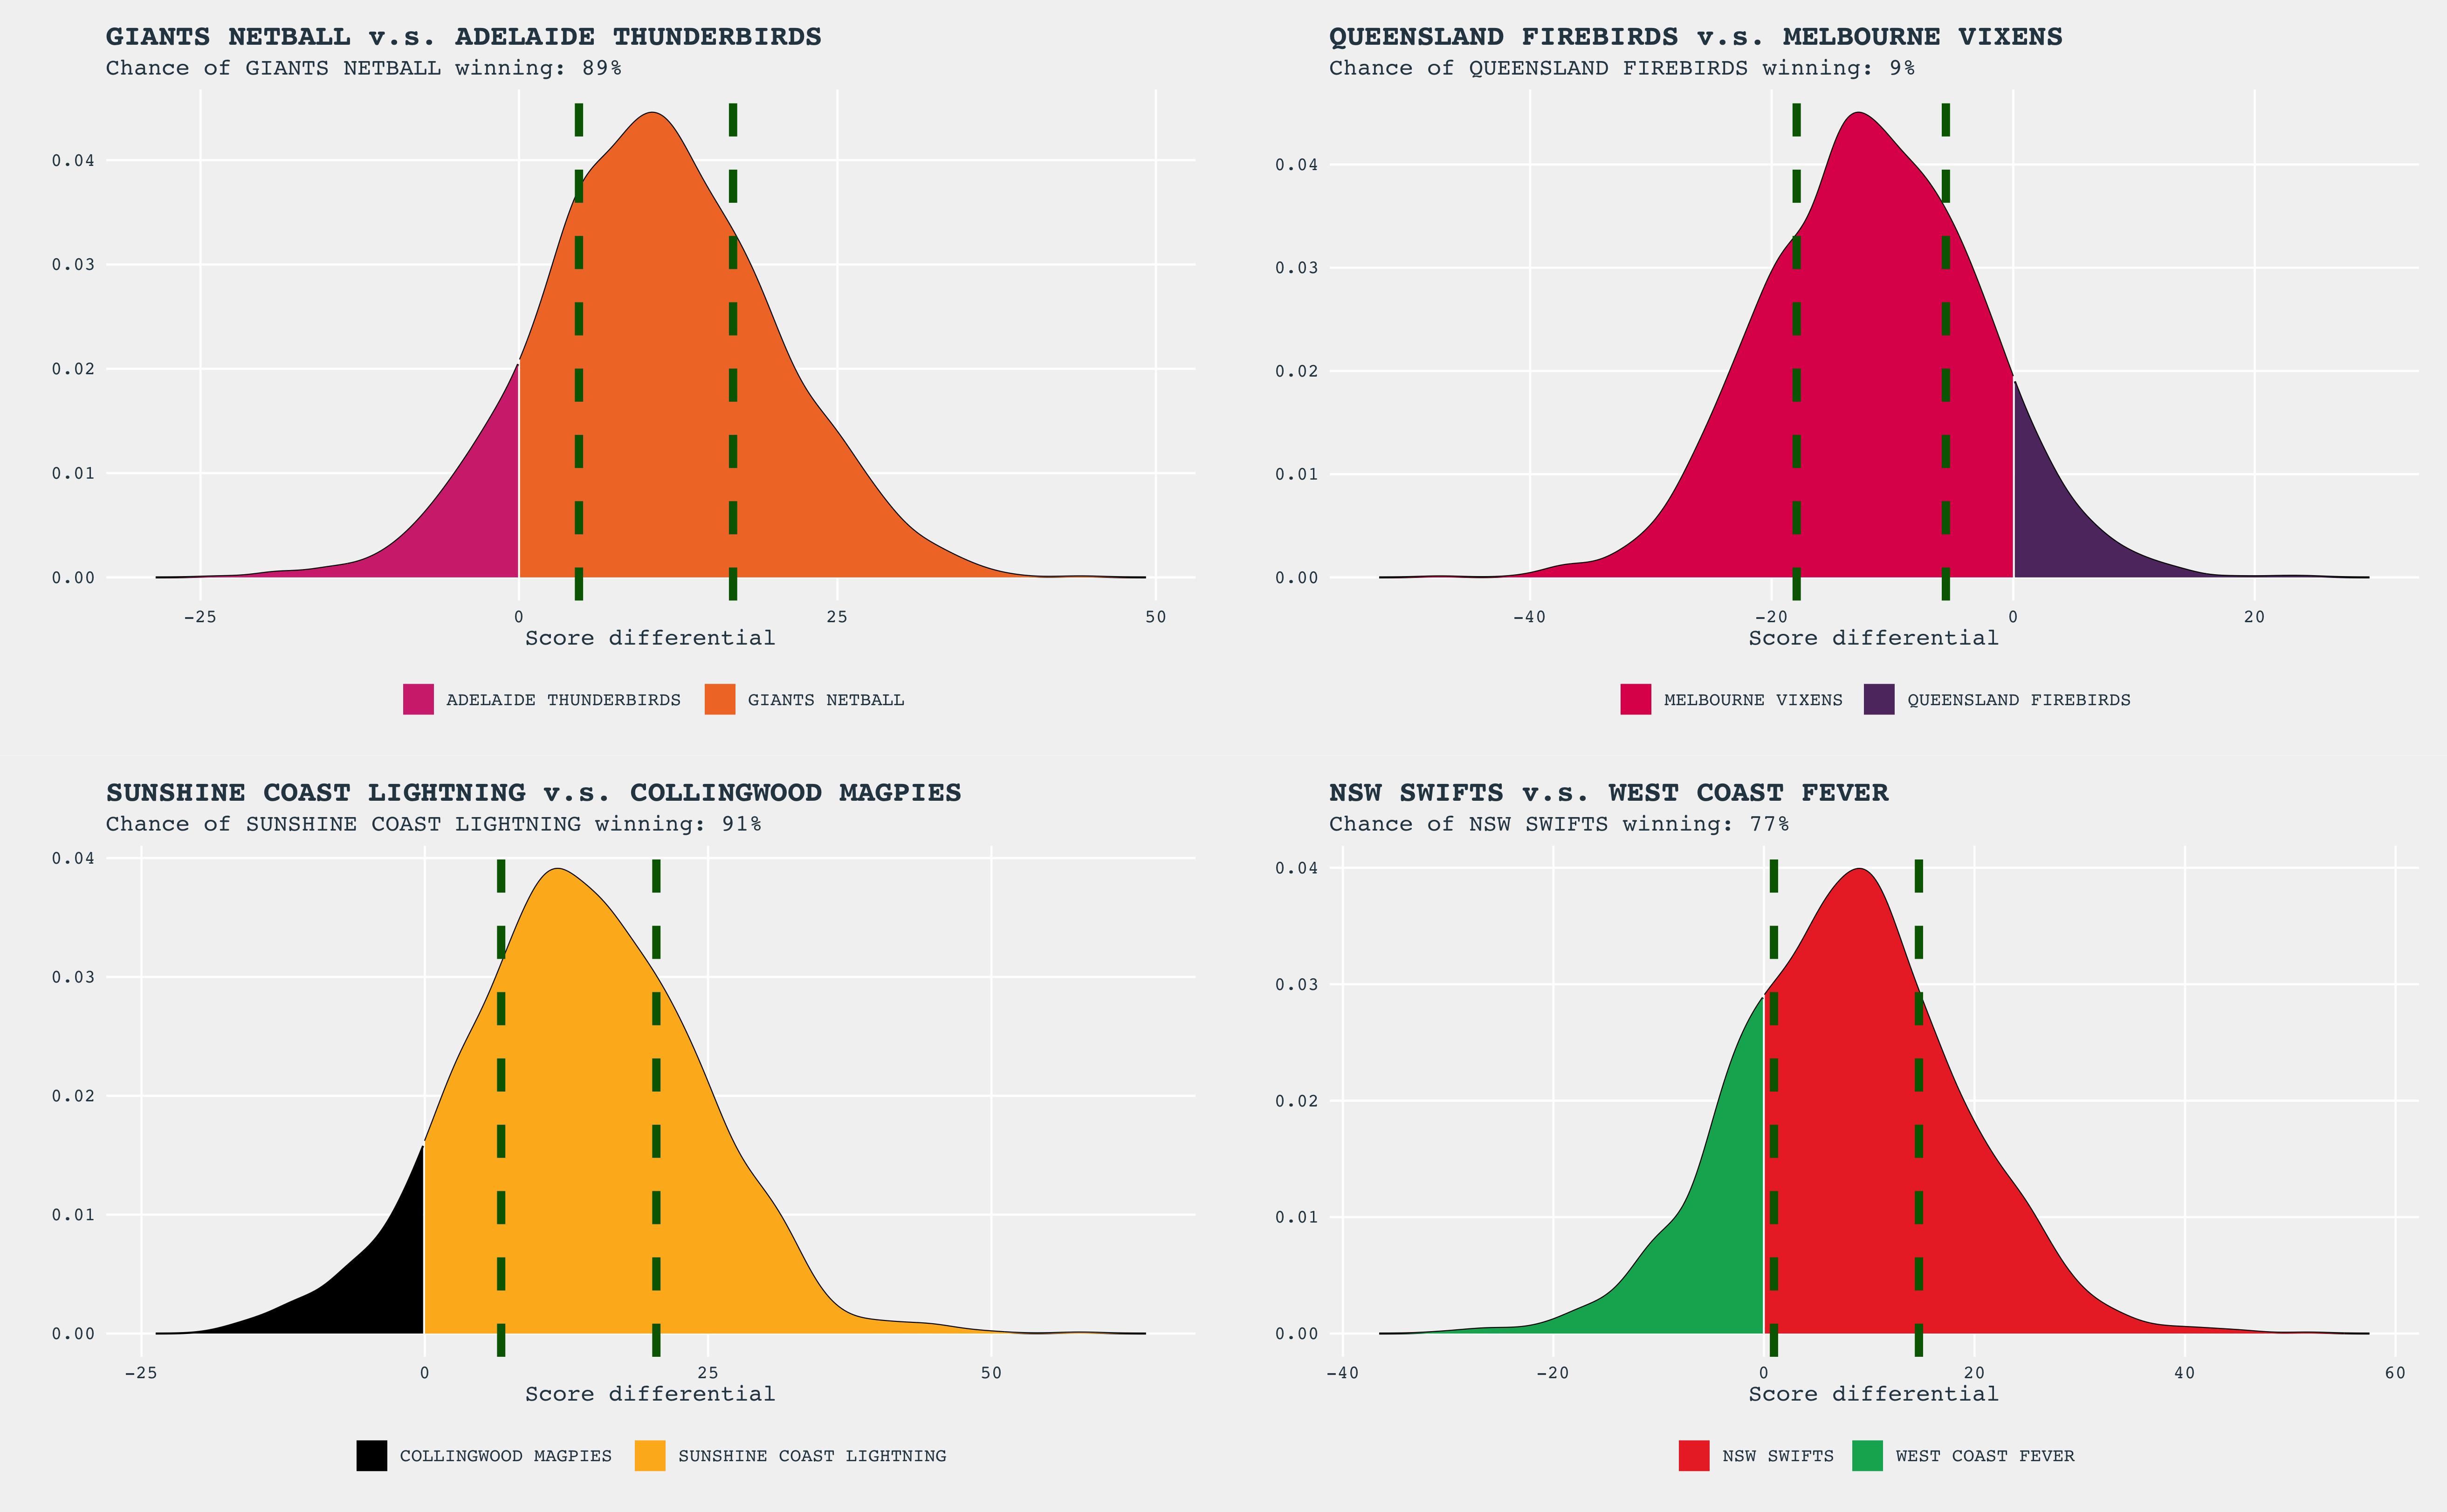 GIANTS NETBALL v.s. ADELAIDE THUNDERBIRDS
Chance of GIANTS NETBALL winning: 89%
0.04
0.03
0.02
0.01
0.00
-25 0 25 50
Score differential
ADELAIDE THUNDERBIRDS GIANTS NETBALL
QUEENSLAND FIREBIRDS v.s. MELBOURNE VIXENS
Chance of QUEENSLAND FIREBIRDS winning: 9%
0.04
0.03
0.02
0.01
0.00
-40 -20 0 20
Score differential
MELBOURNE VIXENS QUEENSLAND FIREBIRDS
SUNSHINE COAST LIGHTNING v.s. COLLINGWOOD MAGPIES
Chance of SUNSHINE COAST LIGHTNING winning: 91%
0.04
0.03
0.02
0.01
0.00
-25 0 25 50
Score differential
COLLINGWOOD MAGPIES SUNSHINE COAST LIGHTNING
NSW SWIFTS v.s. WEST COAST FEVER
Chance of NSW SWIFTS winning: 77%
0.04
0.03
0.02
0.01
0.00
-40 -20 0 20 40 60
Score differential
NSW SWIFTS WEST COAST FEVER